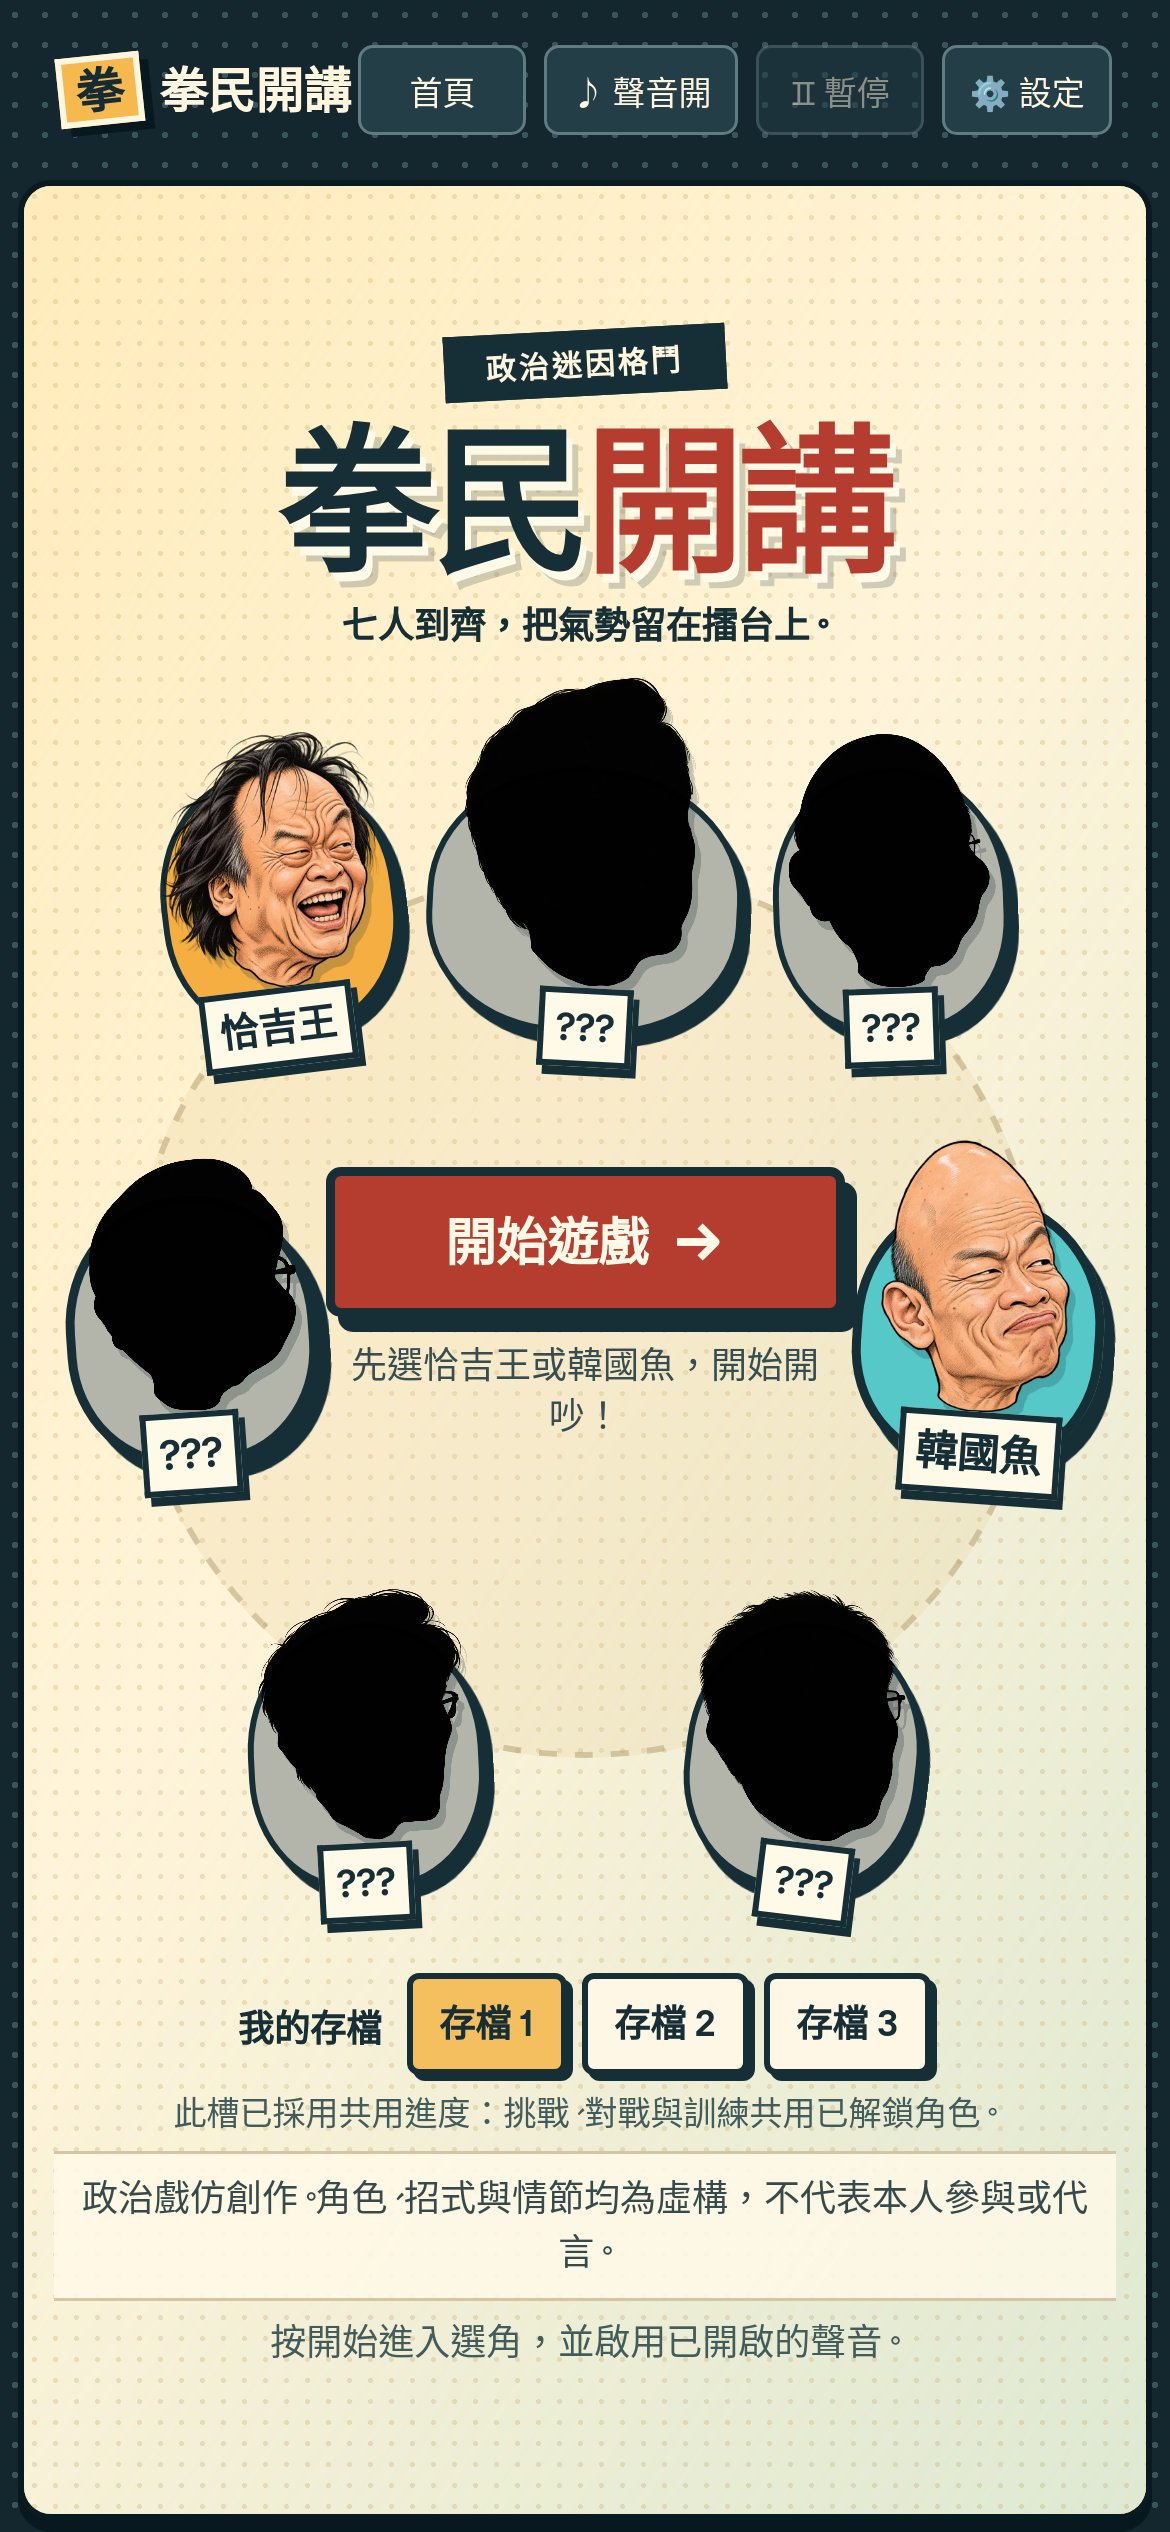 拳 拳民開講 首頁 ♪ 聲音開 Ⅱ 暫停 ⚙️ 設定
政治迷因格鬥
拳民開講
七人到齊，把氣勢留在擂台上。
恰吉王 ??? ???
開始遊戲 →
先選恰吉王或韓國魚，開始開
吵！
??? 韓國魚
??? ???
我的存檔 存檔 1 存檔 2 存檔 3
此槽已採用共用進度：挑戰、對戰與訓練共用已解鎖角色。
政治戲仿創作。角色、招式與情節均為虛構，不代表本人參與或代
言。
按開始進入選角，並啟用已開啟的聲音。